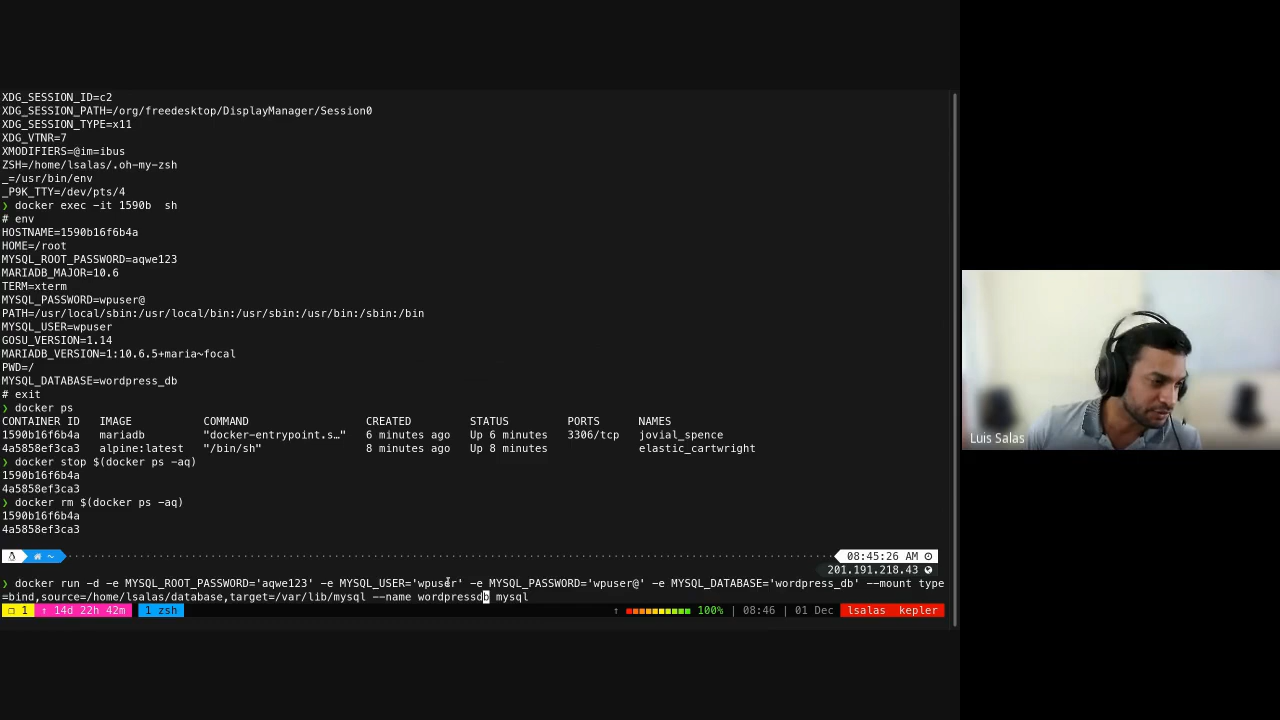 XDG_SESSION_ID=c2
XDG_SESSION_PATH=/org/freedesktop/DisplayManager/Session0
XDG_SESSION_TYPE=x11
XDG_VTNR=7
XMODIFIERS=@im=ibus
ZSH=/home/lsalas/.oh-my-zsh
_=/usr/bin/env
_P9K_TTY=/dev/pts/4
❯ docker exec -it 1590b  sh
# env
HOSTNAME=1590b16f6b4a
HOME=/root
MYSQL_ROOT_PASSWORD=aqwe123
MARIADB_MAJOR=10.6
TERM=xterm
MYSQL_PASSWORD=wpuser@
PATH=/usr/local/sbin:/usr/local/bin:/usr/sbin:/usr/bin:/sbin:/bin
MYSQL_USER=wpuser
GOSU_VERSION=1.14
MARIADB_VERSION=1:10.6.5+maria~focal
PWD=/
MYSQL_DATABASE=wordpress_db
# exit
❯ docker ps
CONTAINER ID   IMAGE           COMMAND                  CREATED         STATUS         PORTS      NAMES
1590b16f6b4a   mariadb         "docker-entrypoint.s…"   6 minutes ago   Up 6 minutes   3306/tcp   jovial_spence
4a5858ef3ca3   alpine:latest   "/bin/sh"                8 minutes ago   Up 8 minutes              elastic_cartwright
❯ docker stop $(docker ps -aq)
1590b16f6b4a
4a5858ef3ca3
❯ docker rm $(docker ps -aq)
1590b16f6b4a
4a5858ef3ca3
~ 08:45:26 AM
201.191.218.43
❯ docker run -d -e MYSQL_ROOT_PASSWORD='aqwe123' -e MYSQL_USER='wpuser' -e MYSQL_PASSWORD='wpuser@' -e MYSQL_DATABASE='wordpress_db' --mount type
=bind,source=/home/lsalas/database,target=/var/lib/mysql --name wordpressdb mysql
❐ 1 ↑ 14d 22h 42m 1 zsh ↑ 100% | 08:46 | 01 Dec lsalas kepler
Luis Salas